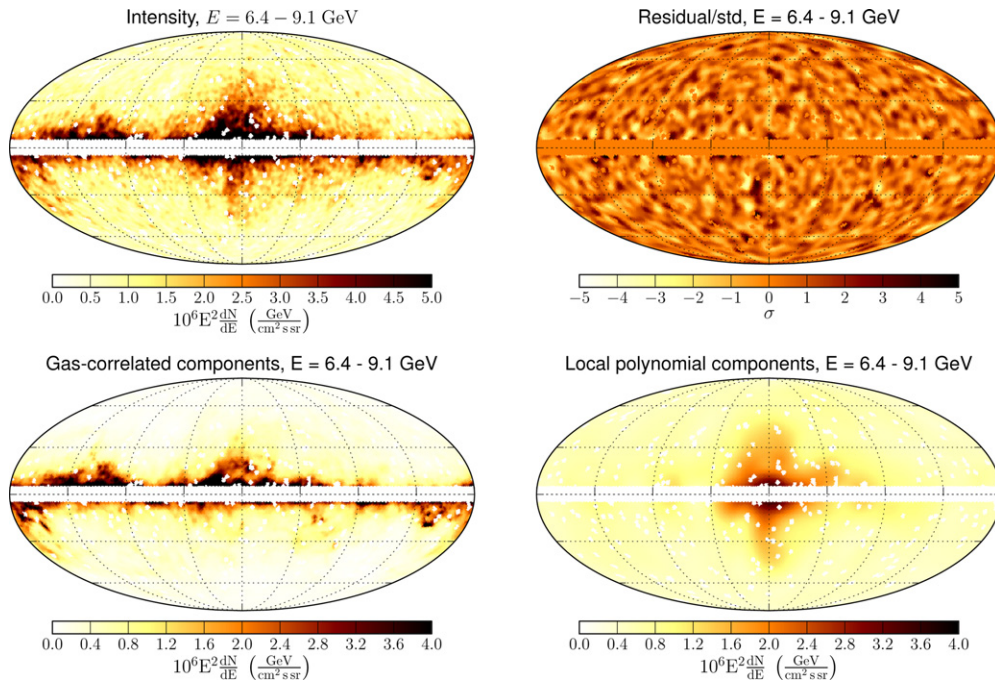 Intensity, E = 6.4 − 9.1 GeV
0.0 0.5 1.0 1.5 2.0 2.5 3.0 3.5 4.0 4.5 5.0
10⁶E² dN/dE (GeV/cm² s sr)
Residual/std, E = 6.4 - 9.1 GeV
−5 −4 −3 −2 −1 0 1 2 3 4 5
σ
Gas-correlated components, E = 6.4 - 9.1 GeV
0.0 0.4 0.8 1.2 1.6 2.0 2.4 2.8 3.2 3.6 4.0
10⁶E² dN/dE (GeV/cm² s sr)
Local polynomial components, E = 6.4 - 9.1 GeV
0.0 0.4 0.8 1.2 1.6 2.0 2.4 2.8 3.2 3.6 4.0
10⁶E² dN/dE (GeV/cm² s sr)